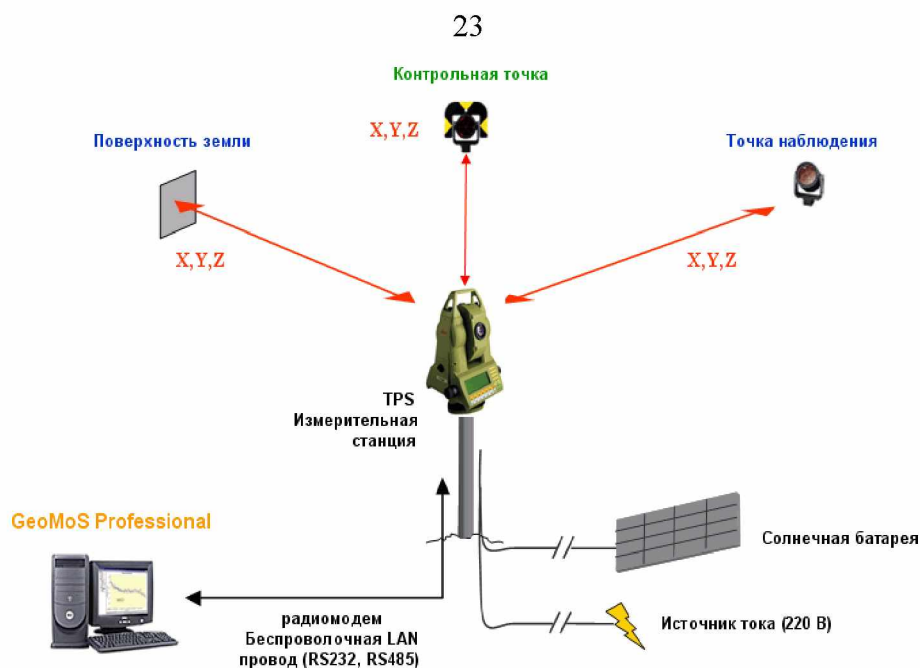 23
Контрольная точка
X,Y,Z
Поверхность земли
Точка наблюдения
X,Y,Z
X,Y,Z
TPS
Измерительная
станция
GeoMoS Professional
Солнечная батарея
радиомодем
Беспроволочная LAN
провод (RS232, RS485)
Источник тока (220 В)